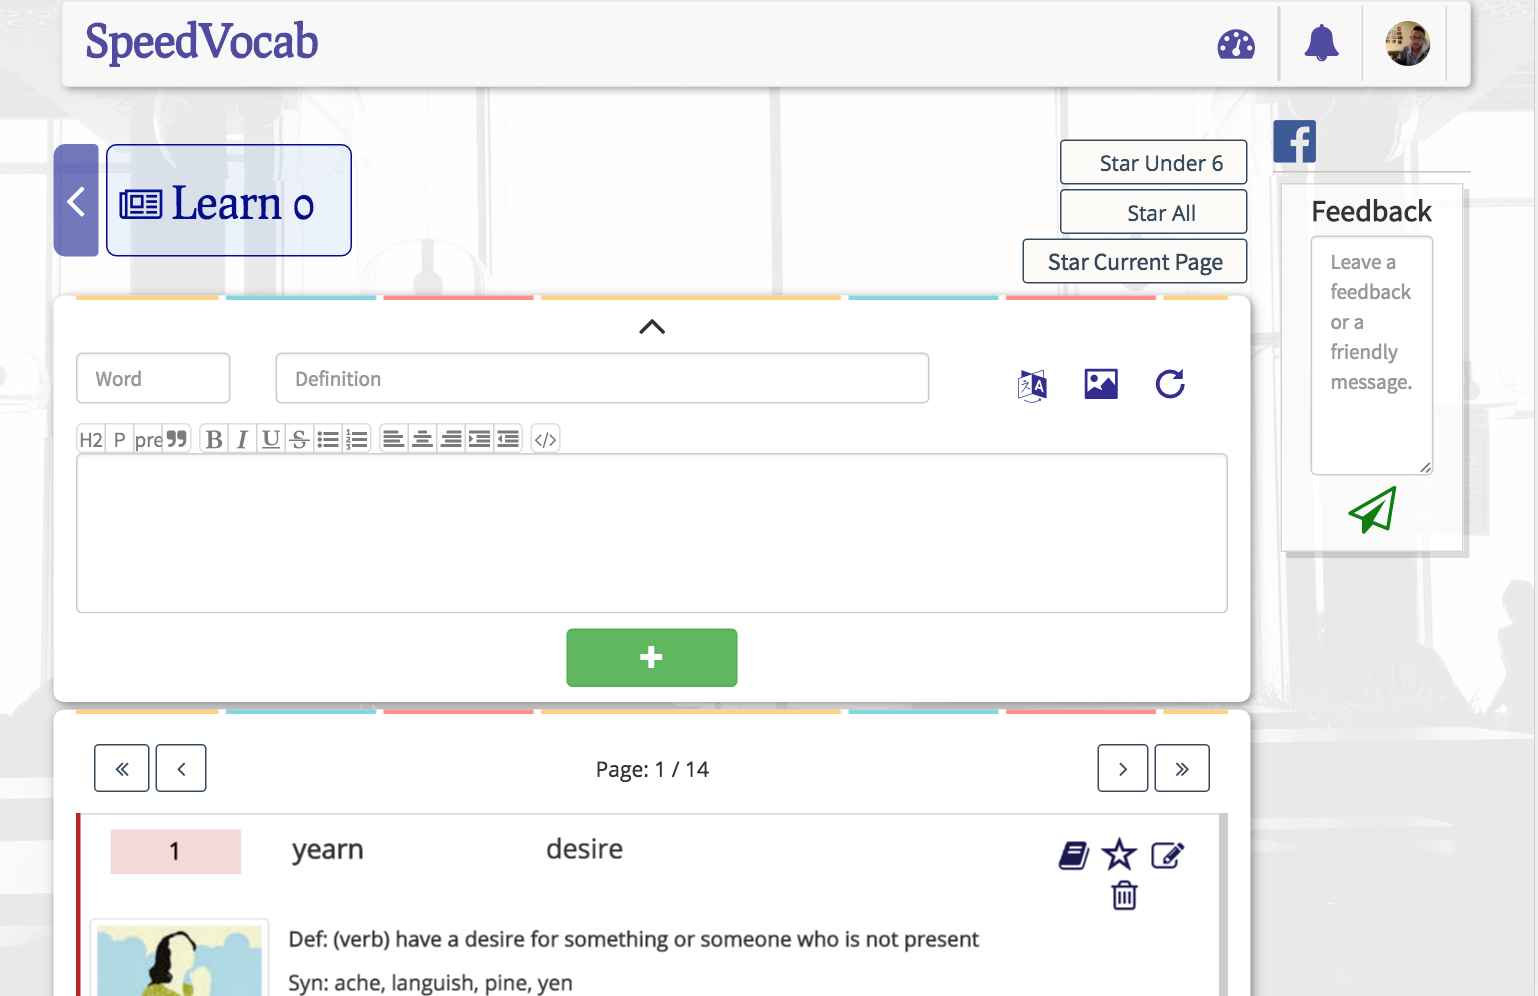 SpeedVocab
Learn o
Star Under 6
Star All
Star Current Page
Feedback
Leave a
feedback
or a
friendly
message.
Word
Definition
H2 P pre B I U S </>
Page: 1 / 14
1 yearn desire
Def: (verb) have a desire for something or someone who is not present
Syn: ache, languish, pine, yen